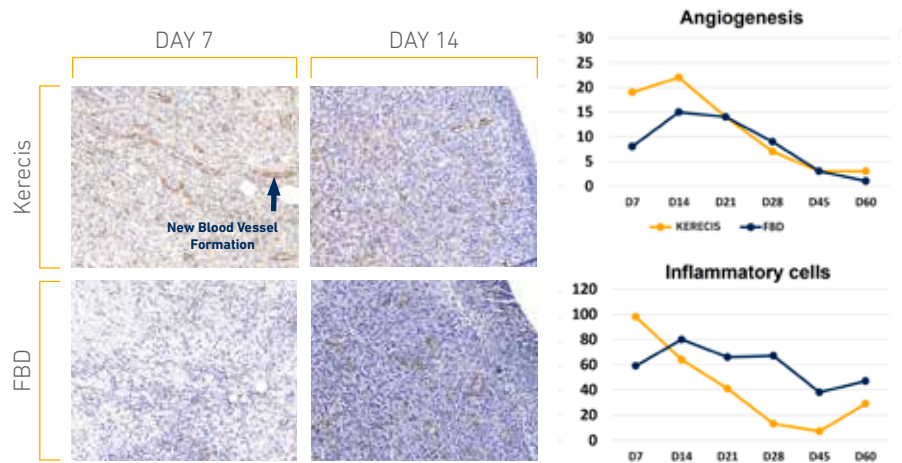 DAY 7
DAY 14
Kerecis
FBD
New Blood Vessel
Formation
Angiogenesis
30
25
20
15
10
5
0
D7 D14 D21 D28 D45 D60
KERECIS FBD
Inflammatory cells
120
100
80
60
40
20
0
D7 D14 D21 D28 D45 D60